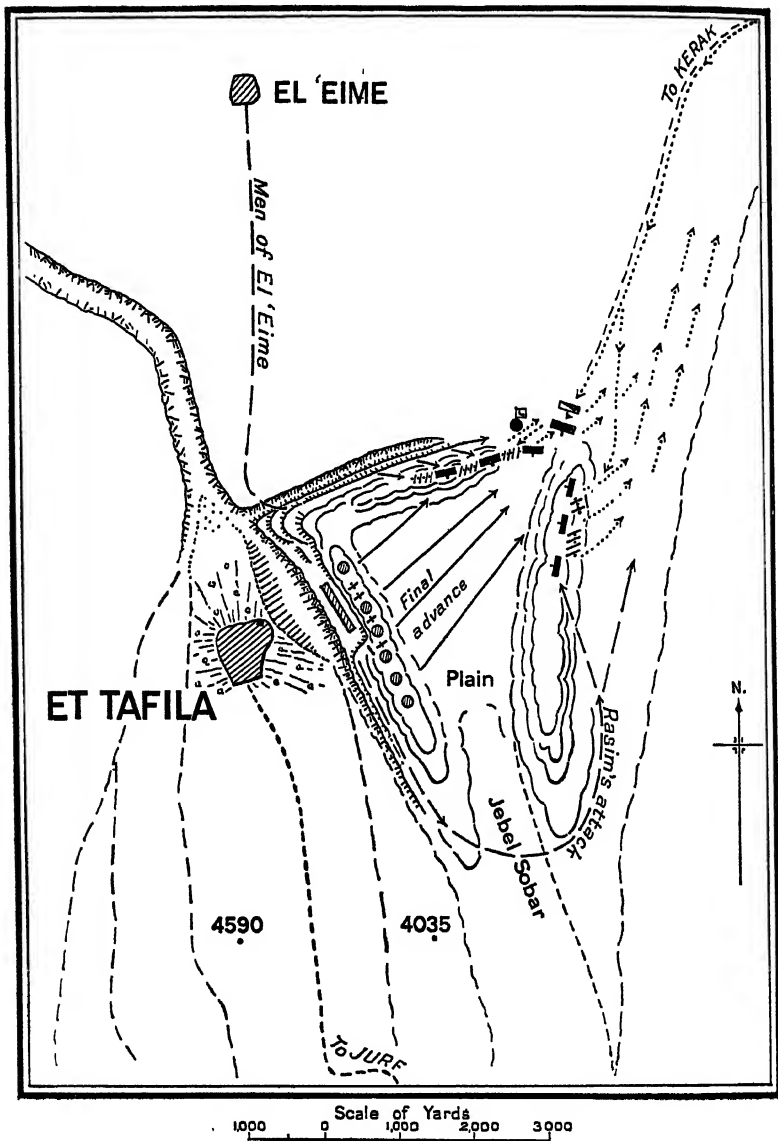 To KERAK
EL 'EIME
Men of El 'Eime
Final
advance
Plain
ET TAFILA
N.
Rasim's attack
Jebel Sobar
4590
4035
To JURF
Scale of Yards
1,000 0 1,000 2,000 3,000